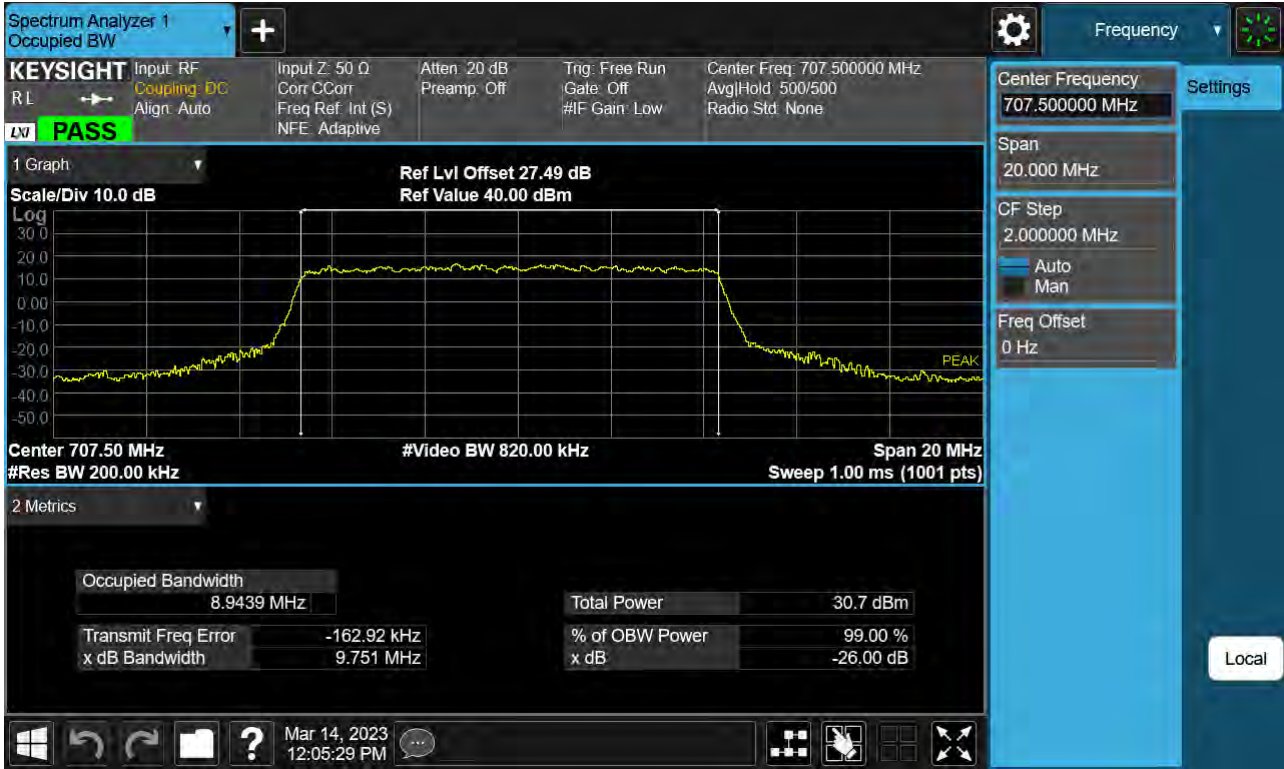 Spectrum Analyzer 1
Occupied BW
+
Frequency
KEYSIGHT
RL
LXI
PASS
Input: RF
Coupling: DC
Align: Auto
Input Z: 50 Ω
Corr CCorr
Freq Ref: Int (S)
NFE: Adaptive
Atten: 20 dB
Preamp: Off
Trig: Free Run
Gate: Off
#IF Gain: Low
Center Freq: 707.500000 MHz
Avg|Hold: 500/500
Radio Std: None
Center Frequency
707.500000 MHz
Settings
Span
20.000 MHz
CF Step
2.000000 MHz
Auto
Man
Freq Offset
0 Hz
Local
1 Graph
Scale/Div 10.0 dB
Ref Lvl Offset 27.49 dB
Ref Value 40.00 dBm
Log
30.0
20.0
10.0
0.00
-10.0
-20.0
-30.0
-40.0
-50.0
PEAK
Center 707.50 MHz
#Video BW 820.00 kHz
Span 20 MHz
#Res BW 200.00 kHz
Sweep 1.00 ms (1001 pts)
2 Metrics
Occupied Bandwidth
8.9439 MHz
Total Power 30.7 dBm
Transmit Freq Error -162.92 kHz
% of OBW Power 99.00 %
x dB Bandwidth 9.751 MHz
x dB -26.00 dB
?
Mar 14, 2023
12:05:29 PM